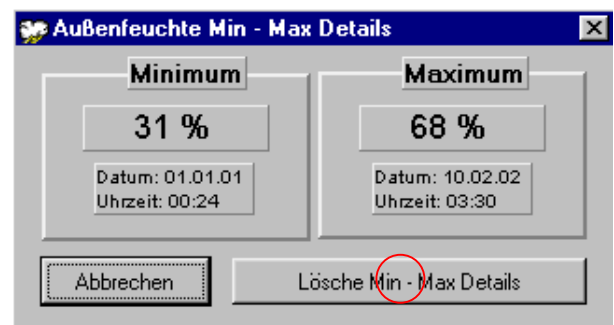 Außenfeuchte Min - Max Details
Minimum
31 %
Datum: 01.01.01
Uhrzeit: 00:24
Maximum
68 %
Datum: 10.02.02
Uhrzeit: 03:30
Abbrechen
Lösche Min - Max Details